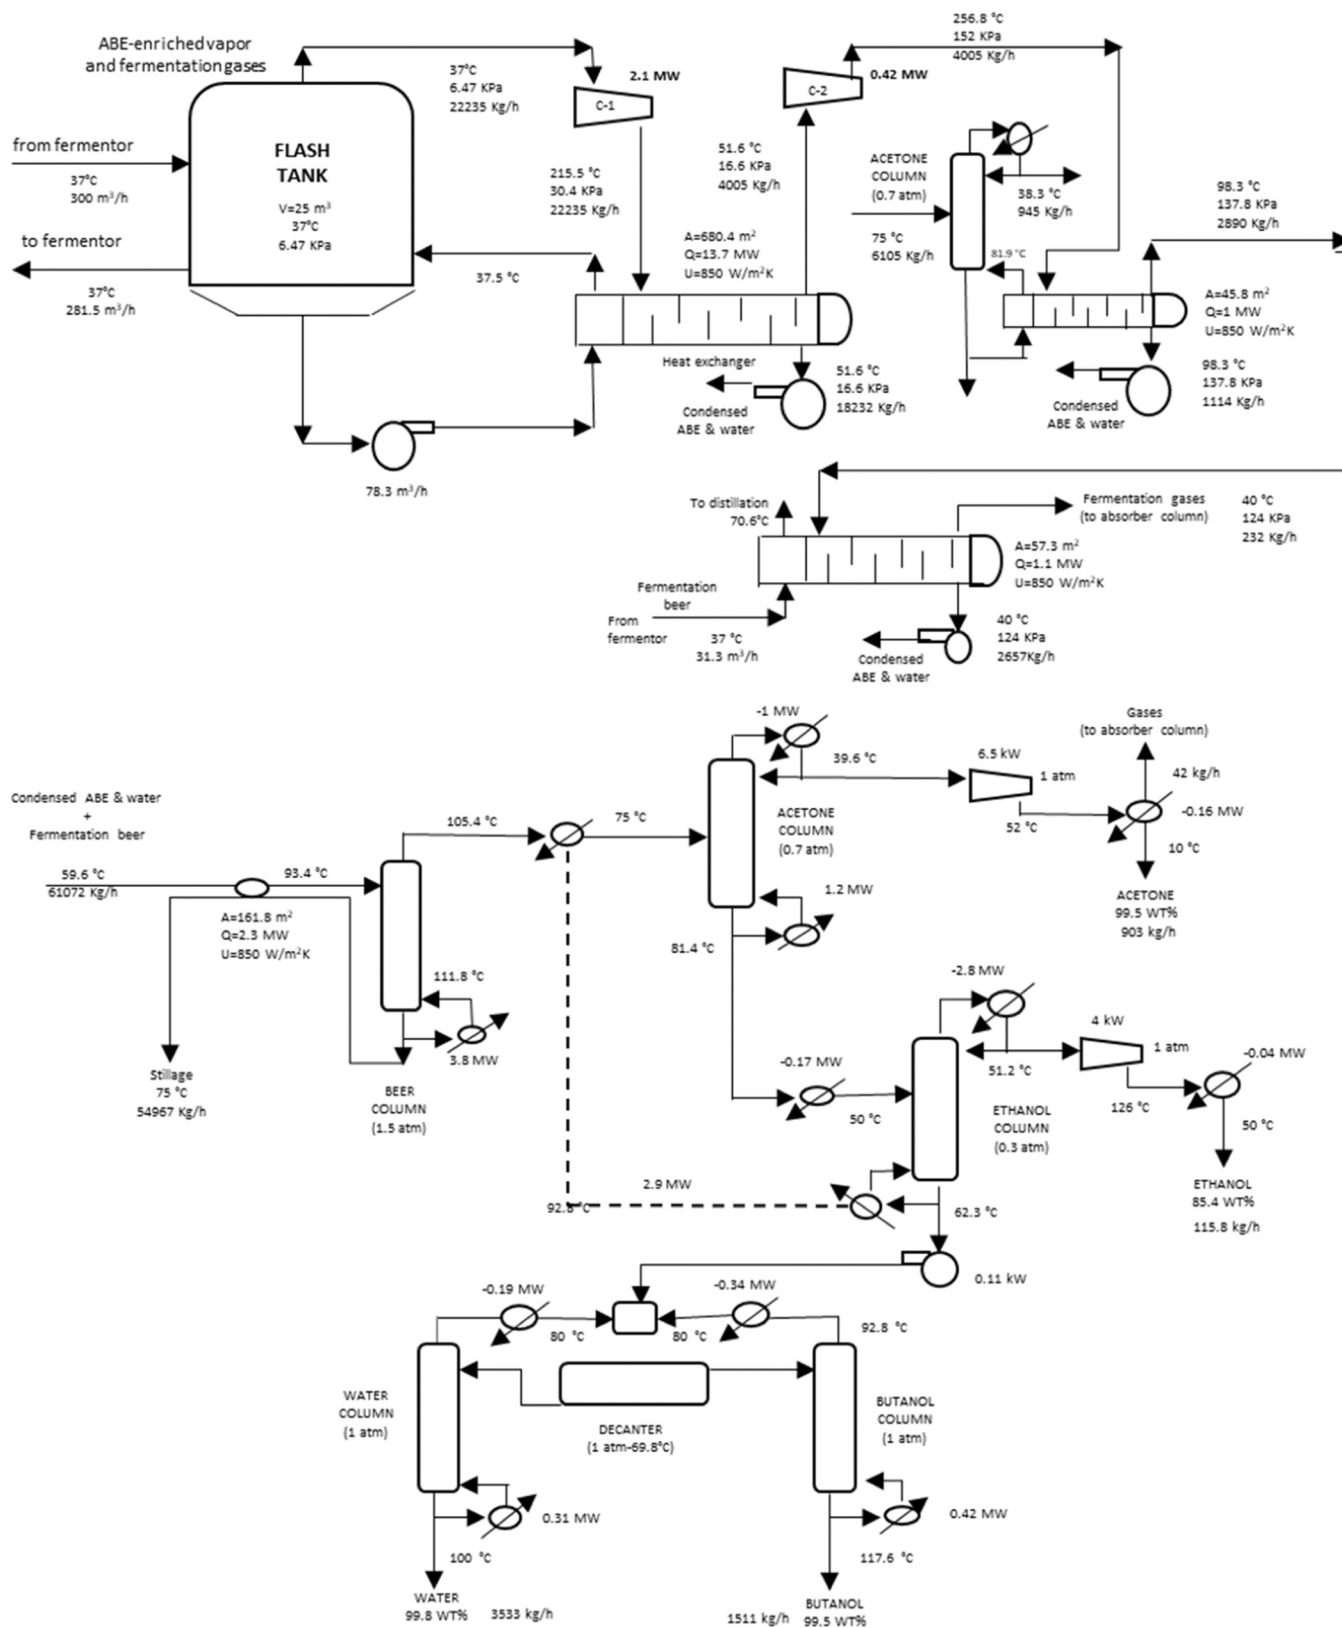 ABE-enriched vapor
and fermentation gases
37°C
6.47 KPa
22235 Kg/h
2.1 MW
C-1
C-2
0.42 MW
256.8 °C
152 KPa
4005 Kg/h
from fermentor
37°C
300 m³/h
FLASH
TANK
V=25 m³
37°C
6.47 KPa
to fermentor
37°C
281.5 m³/h
215.5 °C
30.4 KPa
22235 Kg/h
51.6 °C
16.6 KPa
4005 Kg/h
A=680.4 m²
Q=13.7 MW
U=850 W/m²K
37.5 °C
Heat exchanger
51.6 °C
16.6 KPa
18232 Kg/h
Condensed
ABE & water
78.3 m³/h
ACETONE
COLUMN
(0.7 atm)
38.3 °C
945 Kg/h
75 °C
6105 Kg/h
81.9 °C
98.3 °C
137.8 KPa
2890 Kg/h
A=45.8 m²
Q=1 MW
U=850 W/m²K
98.3 °C
137.8 KPa
1114 Kg/h
Condensed
ABE & water
To distillation
70.6°C
Fermentation gases
(to absorber column)
40 °C
124 KPa
232 Kg/h
A=57.3 m²
Q=1.1 MW
U=850 W/m²K
Fermentation
beer
From
fermentor
37 °C
31.3 m³/h
40 °C
124 KPa
2657Kg/h
Condensed
ABE & water
Condensed ABE & water
+
Fermentation beer
59.6 °C
61072 Kg/h
93.4 °C
A=161.8 m²
Q=2.3 MW
U=850 W/m²K
105.4 °C
111.8 °C
3.8 MW
Stillage
75 °C
54967 Kg/h
BEER
COLUMN
(1.5 atm)
75 °C
-1 MW
39.6 °C
ACETONE
COLUMN
(0.7 atm)
1.2 MW
81.4 °C
6.5 kW
1 atm
52 °C
Gases
(to absorber column)
42 kg/h
-0.16 MW
10 °C
ACETONE
99.5 WT%
903 kg/h
-0.17 MW
50 °C
-2.8 MW
51.2 °C
ETHANOL
COLUMN
(0.3 atm)
4 kW
1 atm
126 °C
-0.04 MW
50 °C
ETHANOL
85.4 WT%
115.8 kg/h
2.9 MW
92.8 °C
62.3 °C
0.11 kW
-0.19 MW
80 °C
-0.34 MW
80 °C
92.8 °C
WATER
COLUMN
(1 atm)
DECANTER
(1 atm-69.8°C)
BUTANOL
COLUMN
(1 atm)
0.31 MW
100 °C
0.42 MW
117.6 °C
WATER
99.8 WT%
3533 kg/h
1511 kg/h
BUTANOL
99.5 WT%